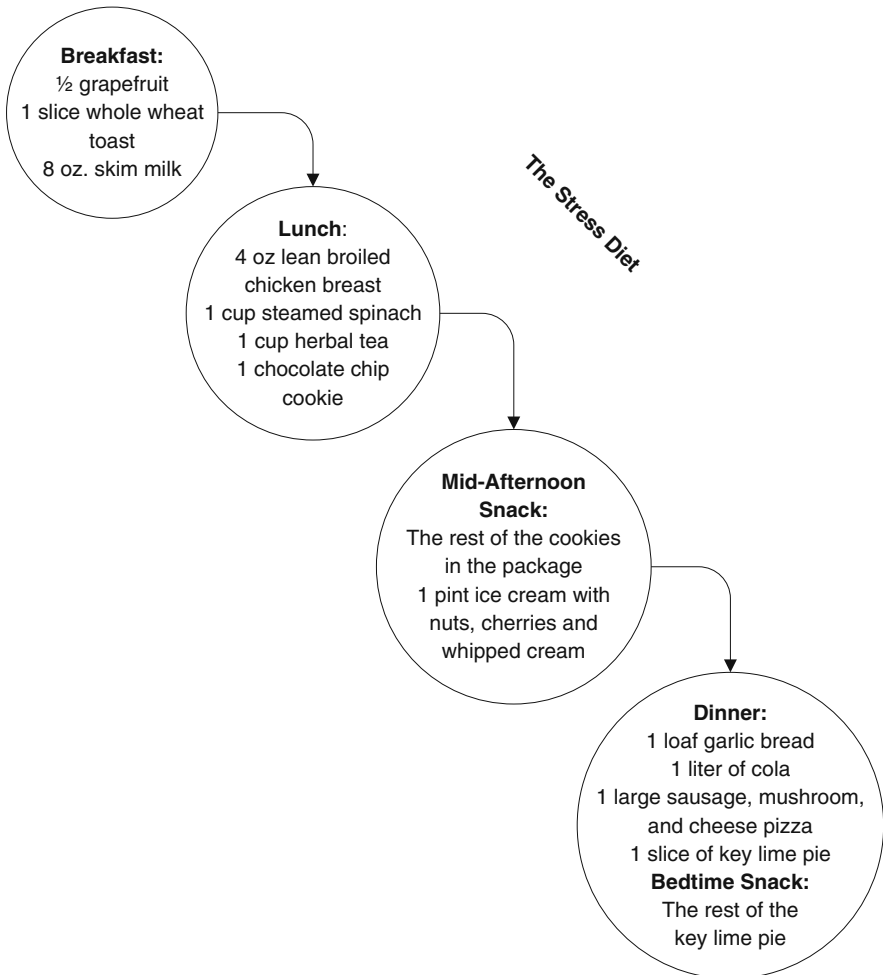 Breakfast:
½ grapefruit
1 slice whole wheat
toast
8 oz. skim milk
The Stress Diet
Lunch:
4 oz lean broiled
chicken breast
1 cup steamed spinach
1 cup herbal tea
1 chocolate chip
cookie
Mid-Afternoon
Snack:
The rest of the cookies
in the package
1 pint ice cream with
nuts, cherries and
whipped cream
Dinner:
1 loaf garlic bread
1 liter of cola
1 large sausage, mushroom,
and cheese pizza
1 slice of key lime pie
Bedtime Snack:
The rest of the
key lime pie